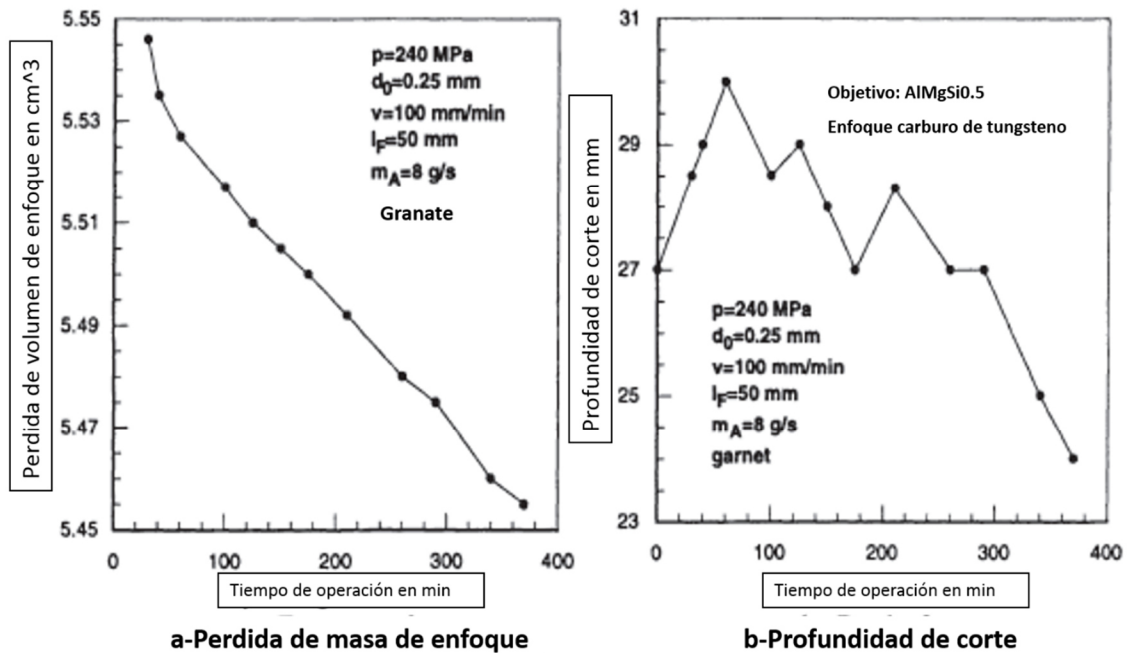 Perdida de volumen de enfoque en cm^3
5.55
5.53
5.51
5.49
5.47
5.45
p=240 MPa
d0=0.25 mm
v=100 mm/min
lF=50 mm
mA=8 g/s
Granate
0
100
200
300
400
Tiempo de operación en min
a-Perdida de masa de enfoque
Profundidad de corte en mm
31
29
27
25
23
Objetivo: AlMgSi0.5
Enfoque carburo de tungsteno
p=240 MPa
d0=0.25 mm
v=100 mm/min
lF=50 mm
mA=8 g/s
garnet
0
100
200
300
400
Tiempo de operación en min
b-Profundidad de corte